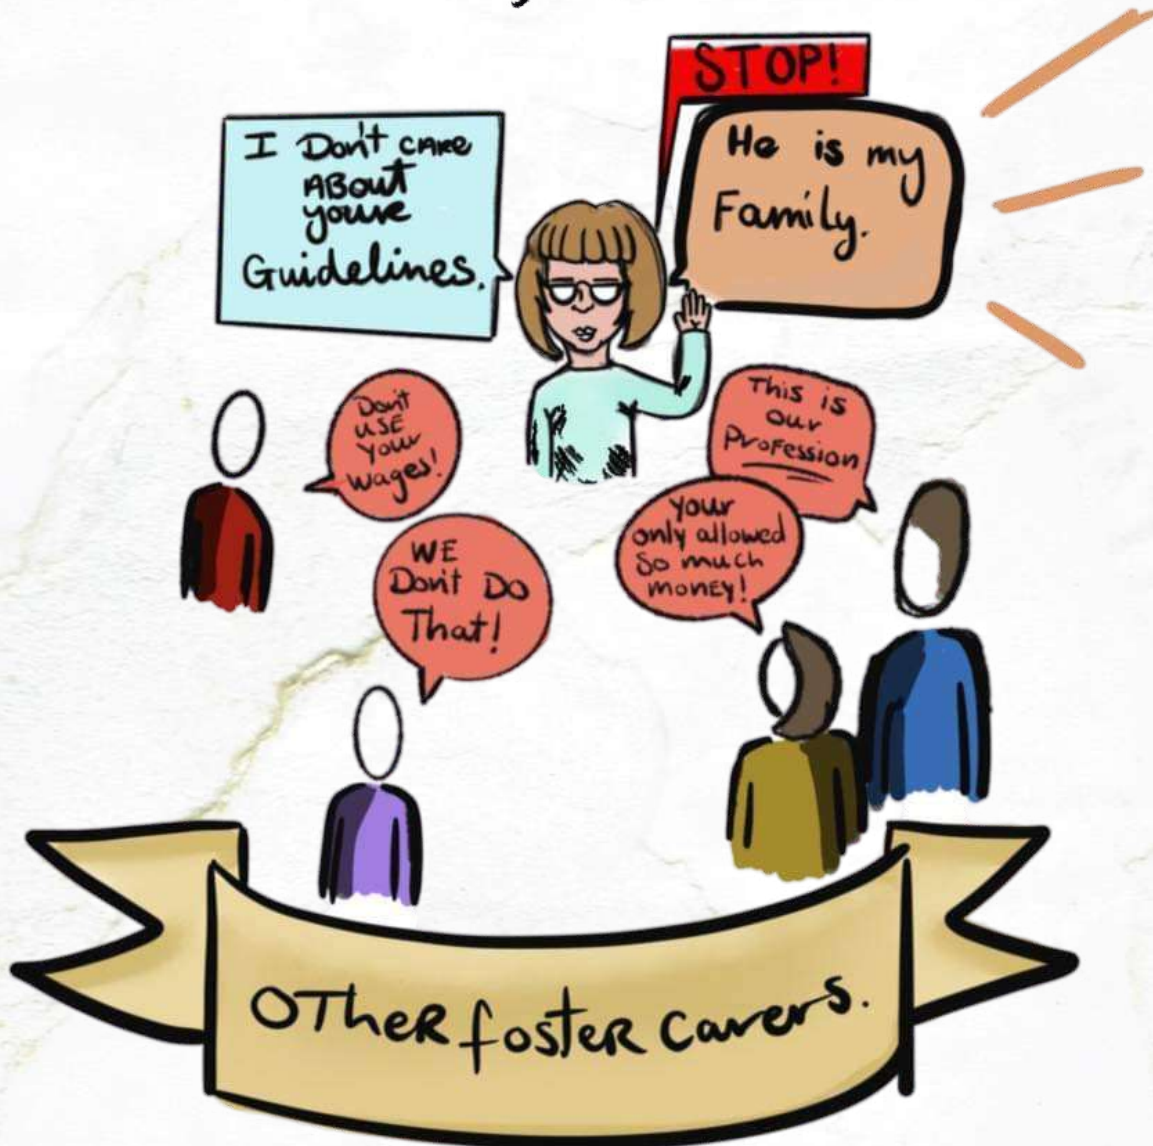 STOP!
I Don't CARE
ABout
youre
Guidelines.
He is my
Family.
Don't
USE
your
wages!
This is
our
Profession
your
only allowed
So much
monEy!
WE
Don't Do
That!
OTheR fosteR Carers.